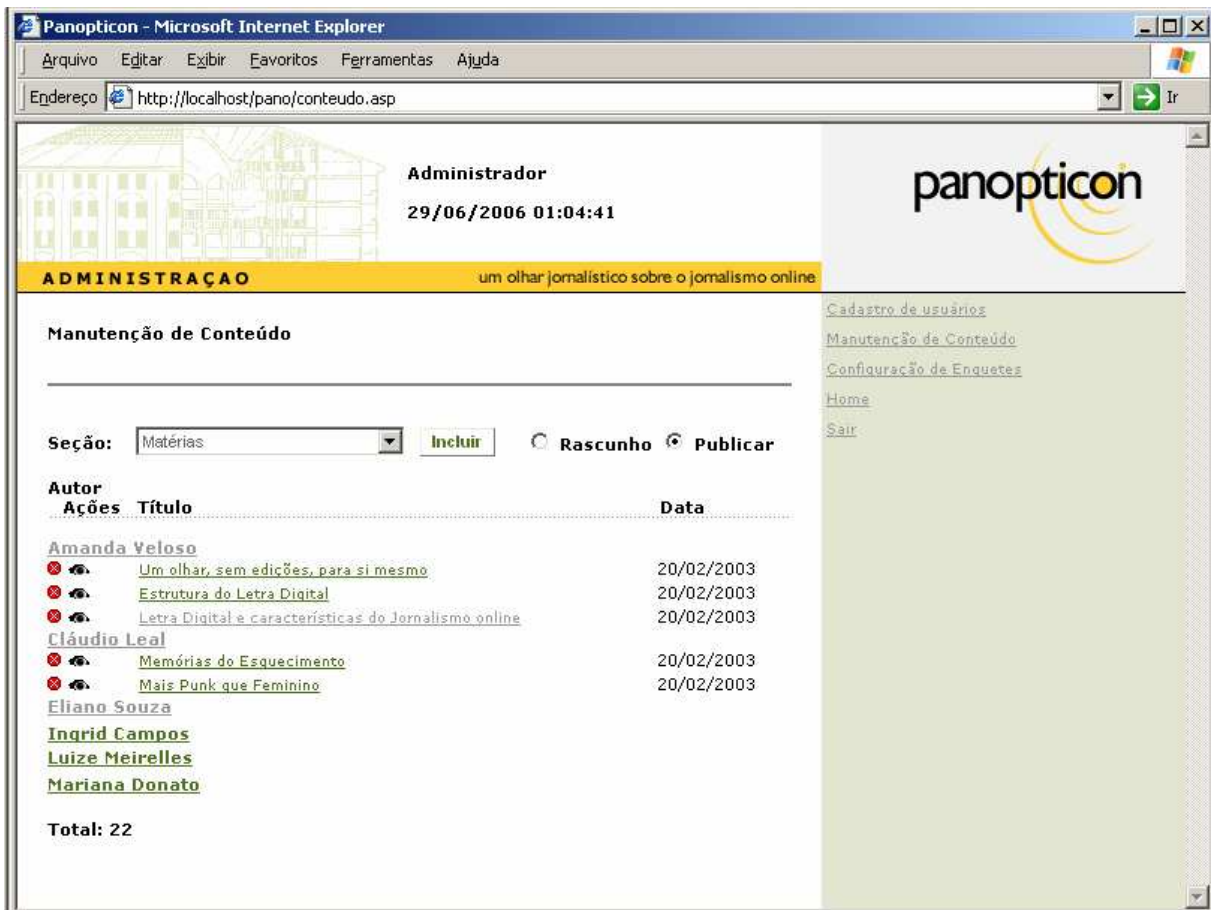 Panopticon - Microsoft Internet Explorer
Arquivo Editar Exibir Favoritos Ferramentas Ajuda
Endereço http://localhost/pano/conteudo.asp Ir
Administrador
29/06/2006 01:04:41
panopticon
ADMINISTRAÇAO um olhar jornalístico sobre o jornalismo online
Cadastro de usuários
Manutenção de Conteúdo
Configuração de Enquetes
Home
Sair
Manutenção de Conteúdo
Seção: Matérias Incluir Rascunho Publicar
Autor
Ações Título Data
Amanda Veloso
Um olhar, sem edições, para si mesmo 20/02/2003
Estrutura do Letra Digital 20/02/2003
Letra Digital e características do Jornalismo online 20/02/2003
Cláudio Leal
Memórias do Esquecimento 20/02/2003
Mais Punk que Feminino 20/02/2003
Eliano Souza
Ingrid Campos
Luize Meirelles
Mariana Donato
Total: 22